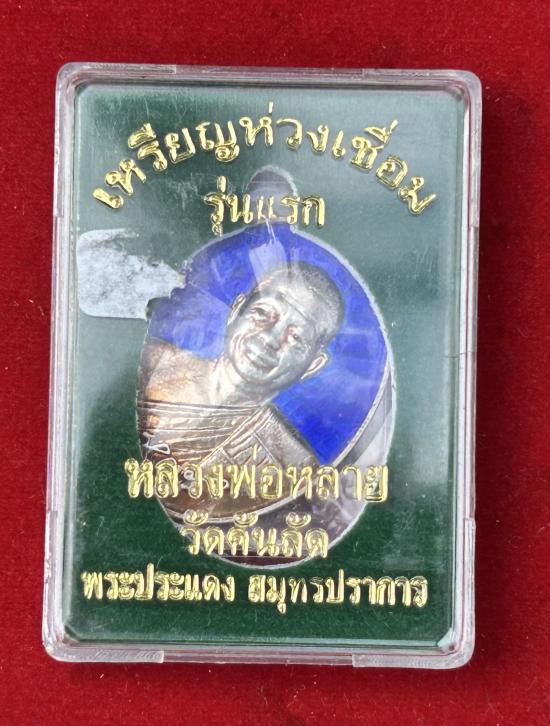 เหรียญห่วงเชื่อม
รุ่นแรก
หลวงพ่อหลาย
วัดคันลัด
พระประแดง สมุทรปราการ